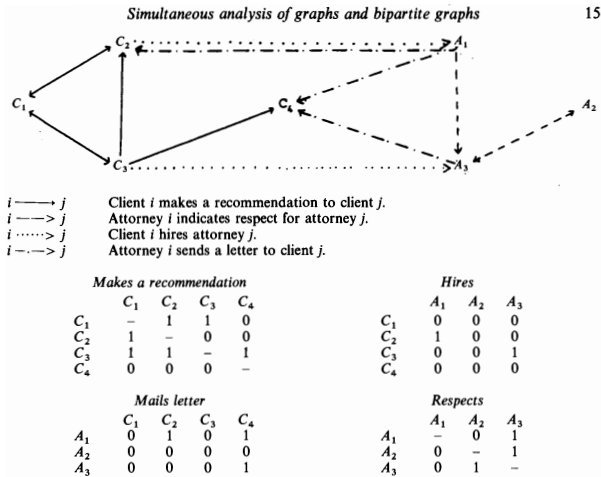 Simultaneous analysis of graphs and bipartite graphs 15
C₂ A₁
C₁ C₄ A₂
C₃ A₃
i ———→ j Client i makes a recommendation to client j.
i ——–> j Attorney i indicates respect for attorney j.
i ······> j Client i hires attorney j.
i –·–·–> j Attorney i sends a letter to client j.
Makes a recommendation Hires
C₁ C₂ C₃ C₄ A₁ A₂ A₃
C₁ – 1 1 0 C₁ 0 0 0
C₂ 1 – 0 0 C₂ 1 0 0
C₃ 1 1 – 1 C₃ 0 0 1
C₄ 0 0 0 – C₄ 0 0 0
Mails letter Respects
C₁ C₂ C₃ C₄ A₁ A₂ A₃
A₁ 0 1 0 1 A₁ – 0 1
A₂ 0 0 0 0 A₂ 0 – 1
A₃ 0 0 0 1 A₃ 0 1 –